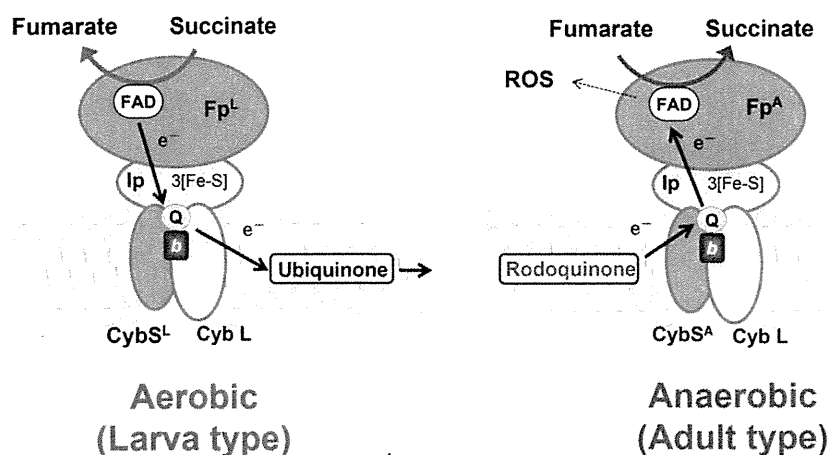 Fumarate Succinate
FAD
Fp^L
e⁻
Ip 3[Fe-S]
Q
b
e⁻
Ubiquinone
CybS^L Cyb L
Aerobic
(Larva type)
Fumarate Succinate
ROS
FAD
Fp^A
e⁻
Ip 3[Fe-S]
Q
b
e⁻
Rodoquinone
CybS^A Cyb L
Anaerobic
(Adult type)